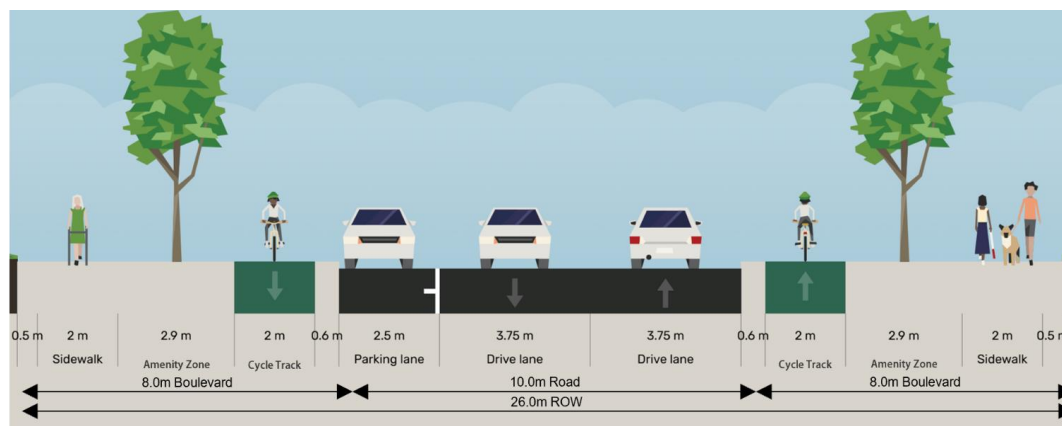 0.5 m 2 m 2.9 m 2 m 0.6 m 2.5 m 3.75 m 3.75 m 0.6 m 2 m 2.9 m 2 m 0.5 m
Sidewalk Amenity Zone Cycle Track Parking lane Drive lane Drive lane Cycle Track Amenity Zone Sidewalk
8.0m Boulevard 10.0m Road 8.0m Boulevard
26.0m ROW